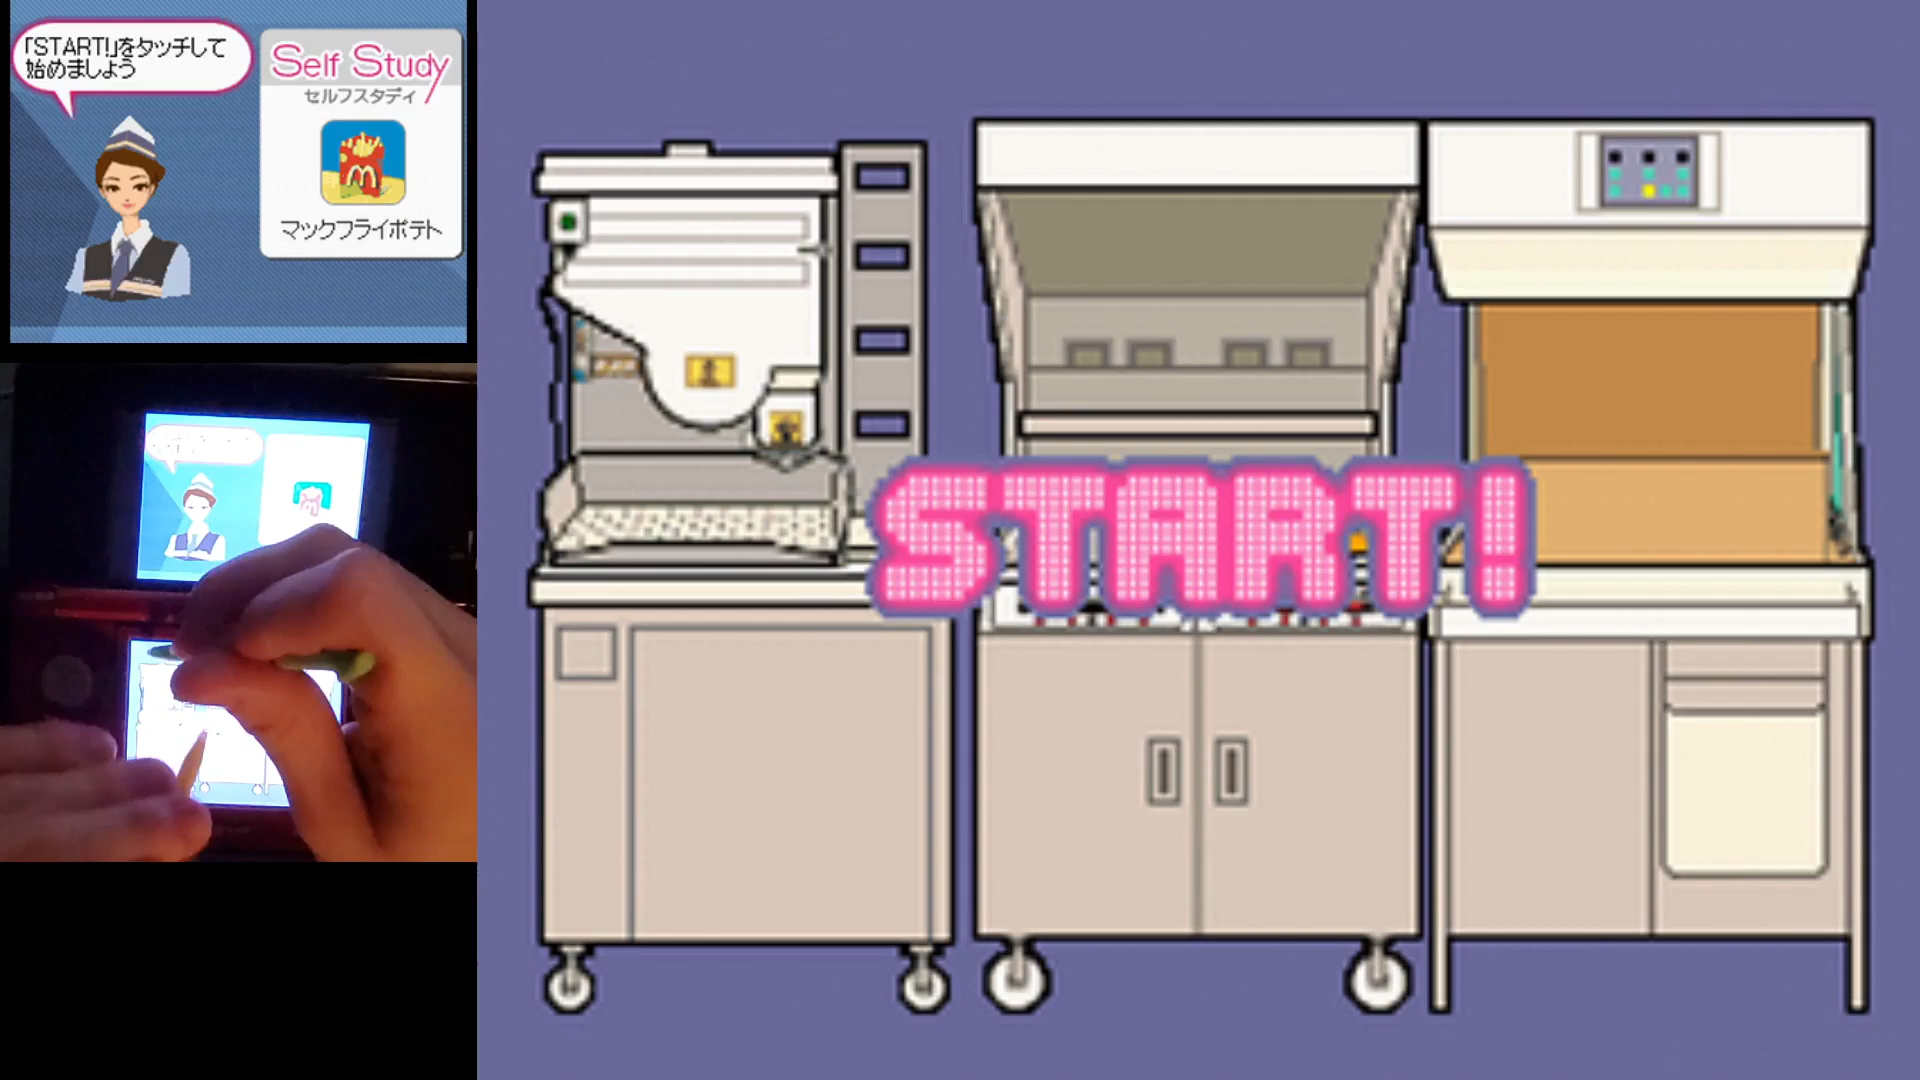 「START!」をタッチして
始めましょう
Self Study
セルフスタディ
マックフライポテト
START!